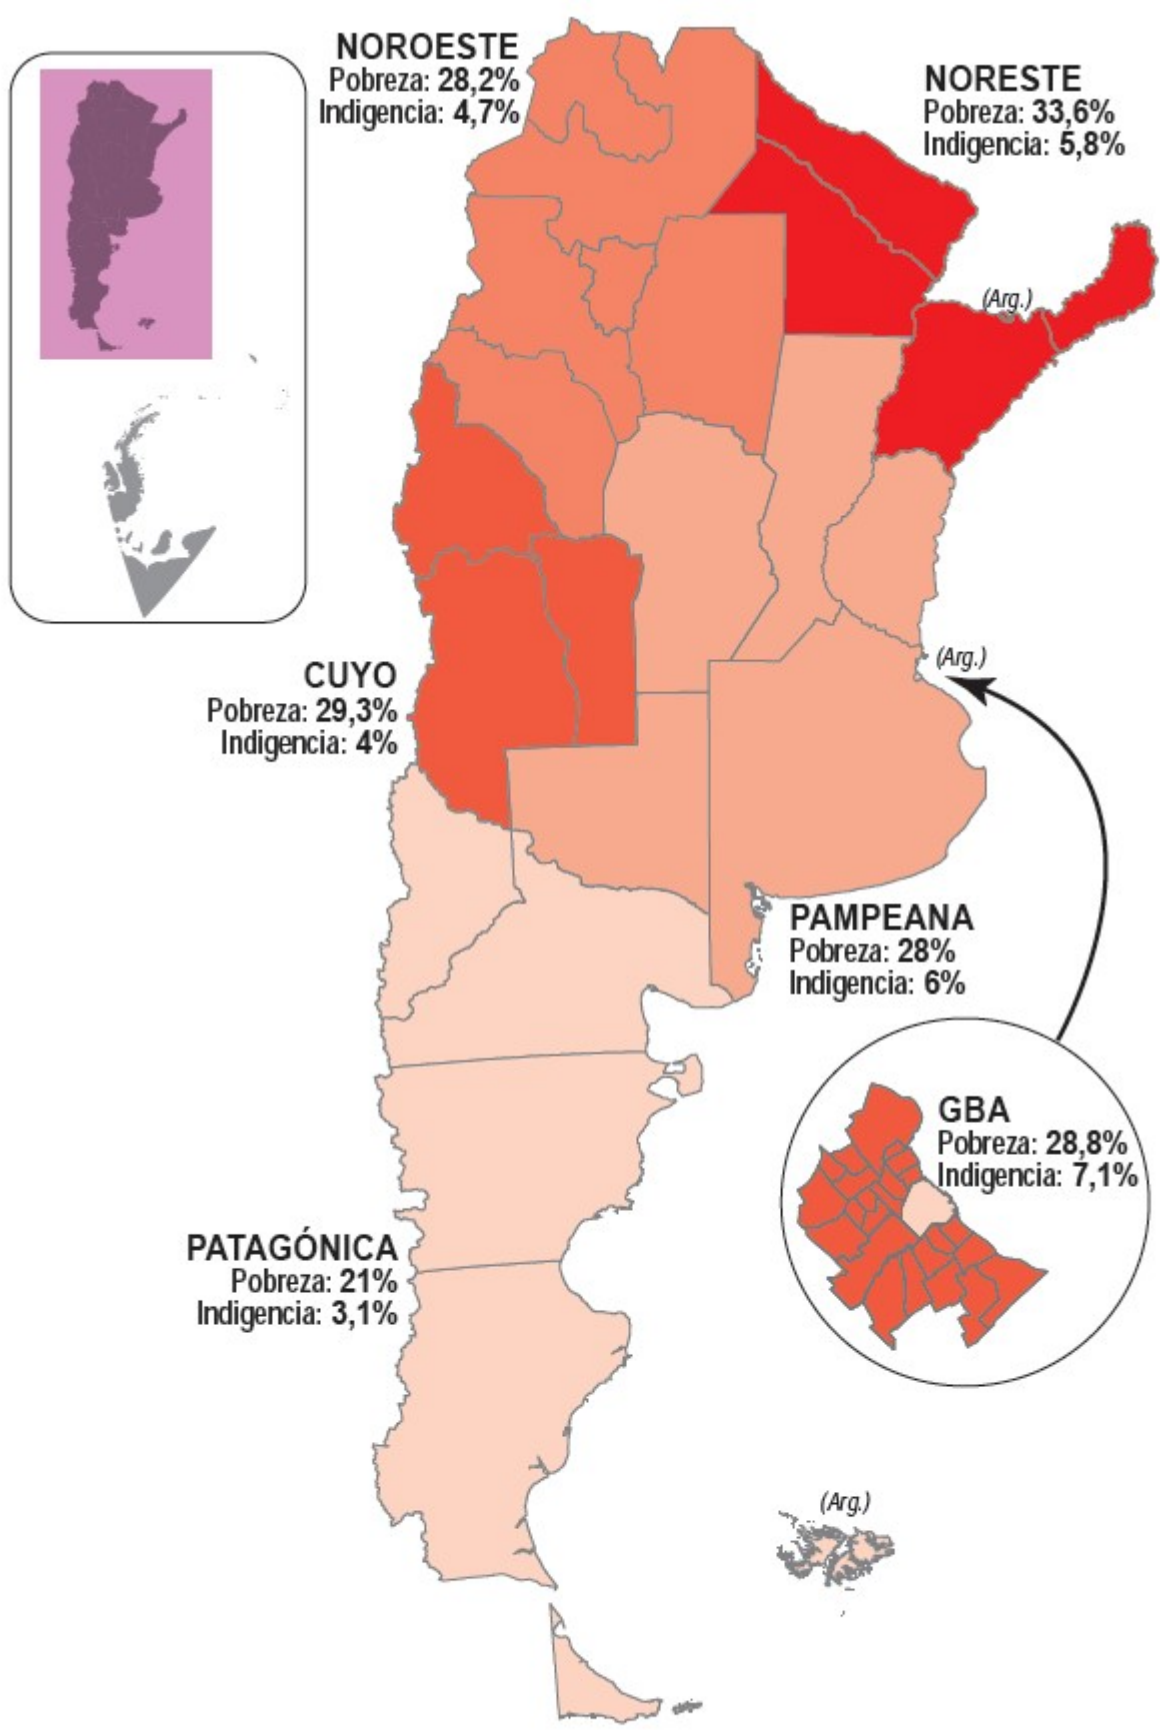 NOROESTE
Pobreza: 28,2%
Indigencia: 4,7%
NORESTE
Pobreza: 33,6%
Indigencia: 5,8%
(Arg.)
CUYO
Pobreza: 29,3%
Indigencia: 4%
(Arg.)
PAMPEANA
Pobreza: 28%
Indigencia: 6%
GBA
Pobreza: 28,8%
Indigencia: 7,1%
PATAGÓNICA
Pobreza: 21%
Indigencia: 3,1%
(Arg.)